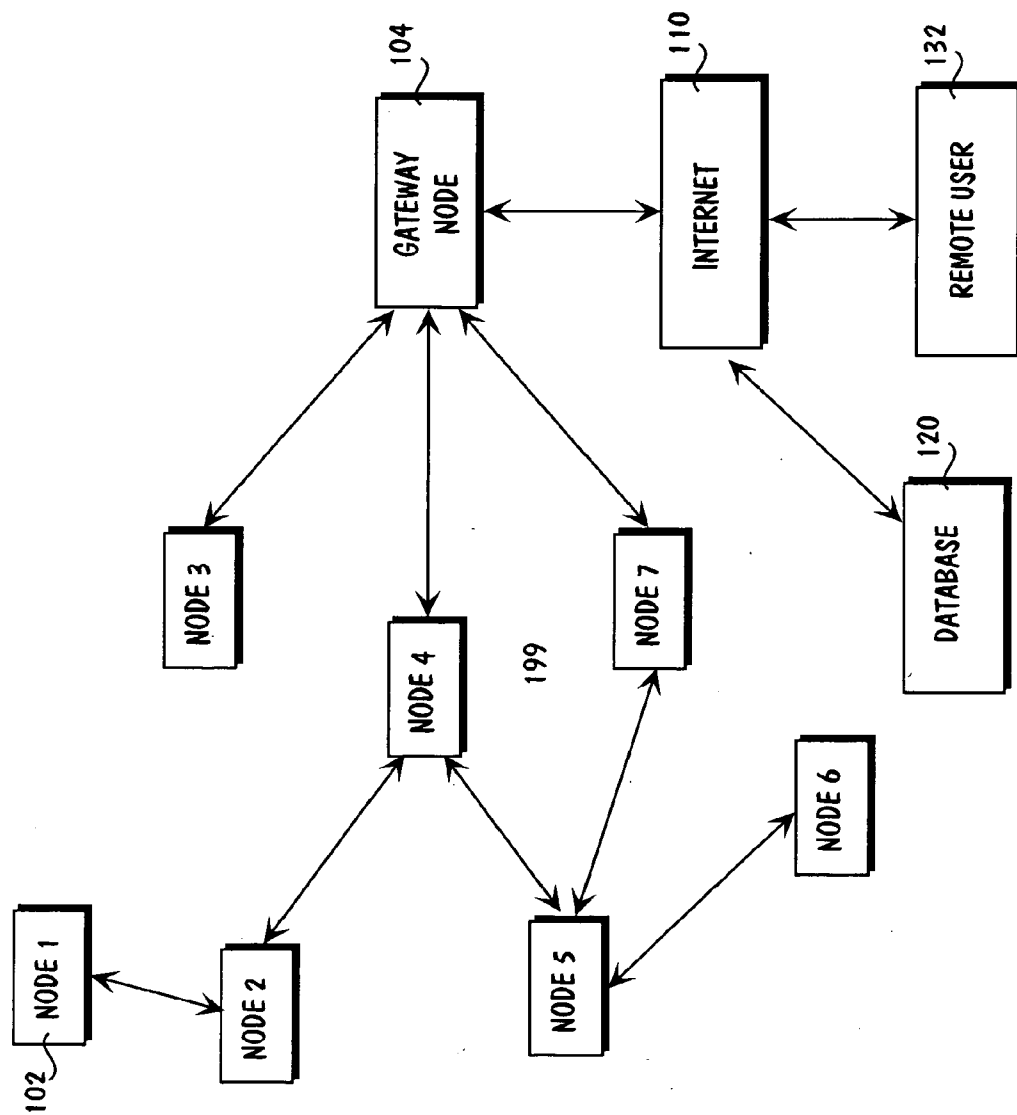 NODE 1
102
NODE 2
NODE 3
NODE 4
NODE 5
NODE 6
NODE 7
199
GATEWAY
NODE
104
INTERNET
110
DATABASE
120
REMOTE USER
132